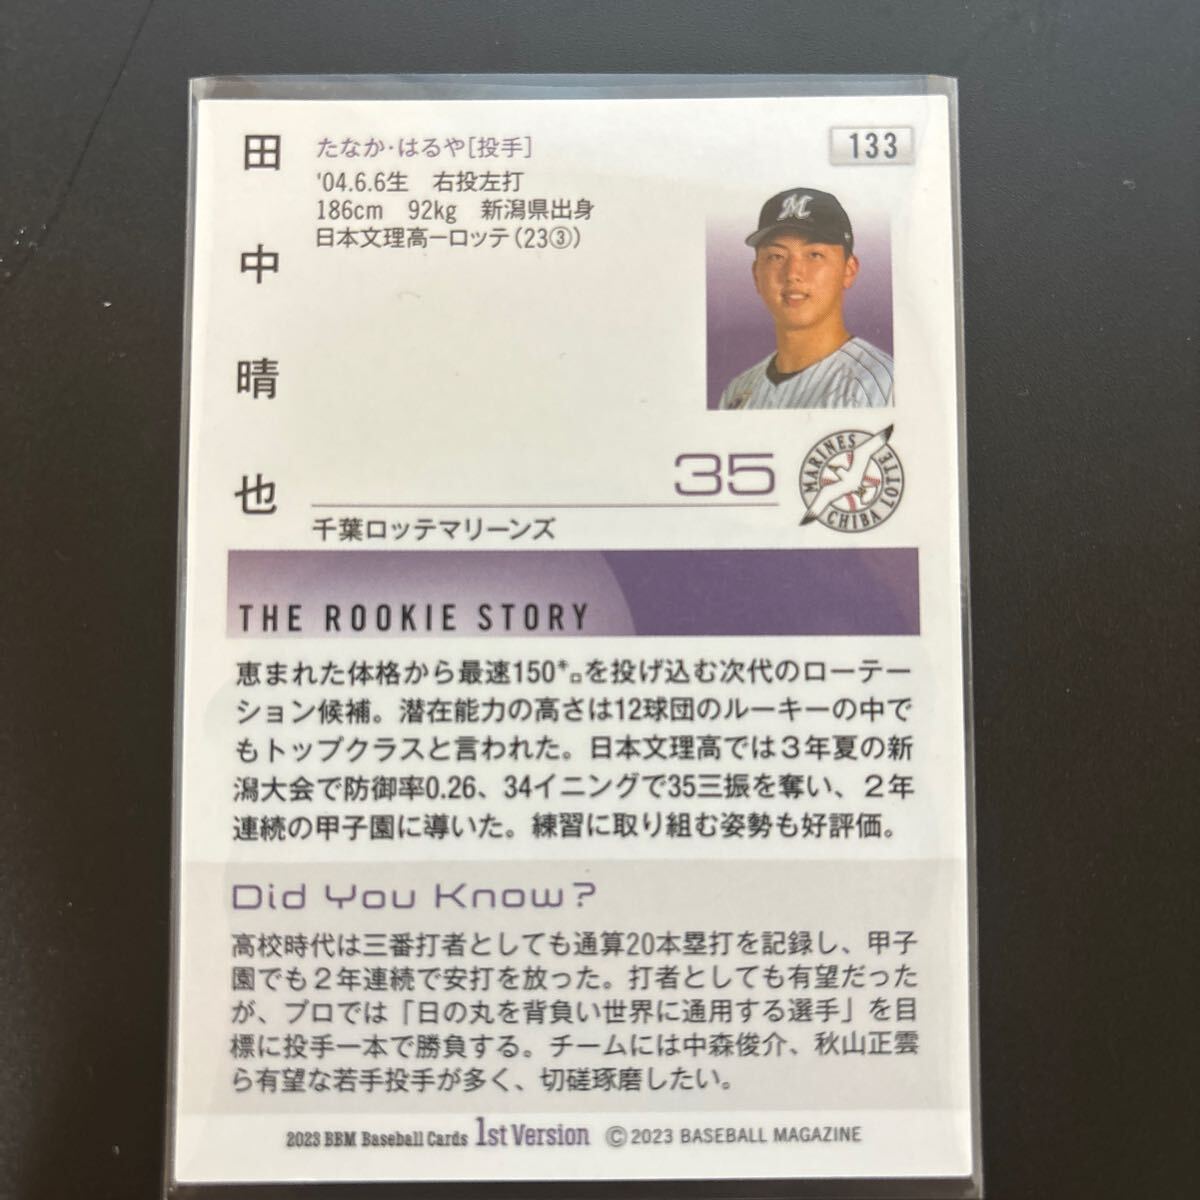 田中晴也
たなか・はるや[投手]
'04.6.6生 右投左打
186cm 92kg 新潟県出身
日本文理高ーロッテ(23③)
133
M
35
MARINES
LOTTE
CHIBA
千葉ロッテマリーンズ
THE ROOKIE STORY
恵まれた体格から最速150㌔を投げ込む次代のローテー
ション候補。潜在能力の高さは12球団のルーキーの中で
もトップクラスと言われた。日本文理高では３年夏の新
潟大会で防御率0.26、34イニングで35三振を奪い、２年
連続の甲子園に導いた。練習に取り組む姿勢も好評価。
Did You Know?
高校時代は三番打者としても通算20本塁打を記録し、甲子
園でも２年連続で安打を放った。打者としても有望だった
が、プロでは「日の丸を背負い世界に通用する選手」を目
標に投手一本で勝負する。チームには中森俊介、秋山正雲
ら有望な若手投手が多く、切磋琢磨したい。
2023 BBM Baseball Cards 1st Version ©2023 BASEBALL MAGAZINE